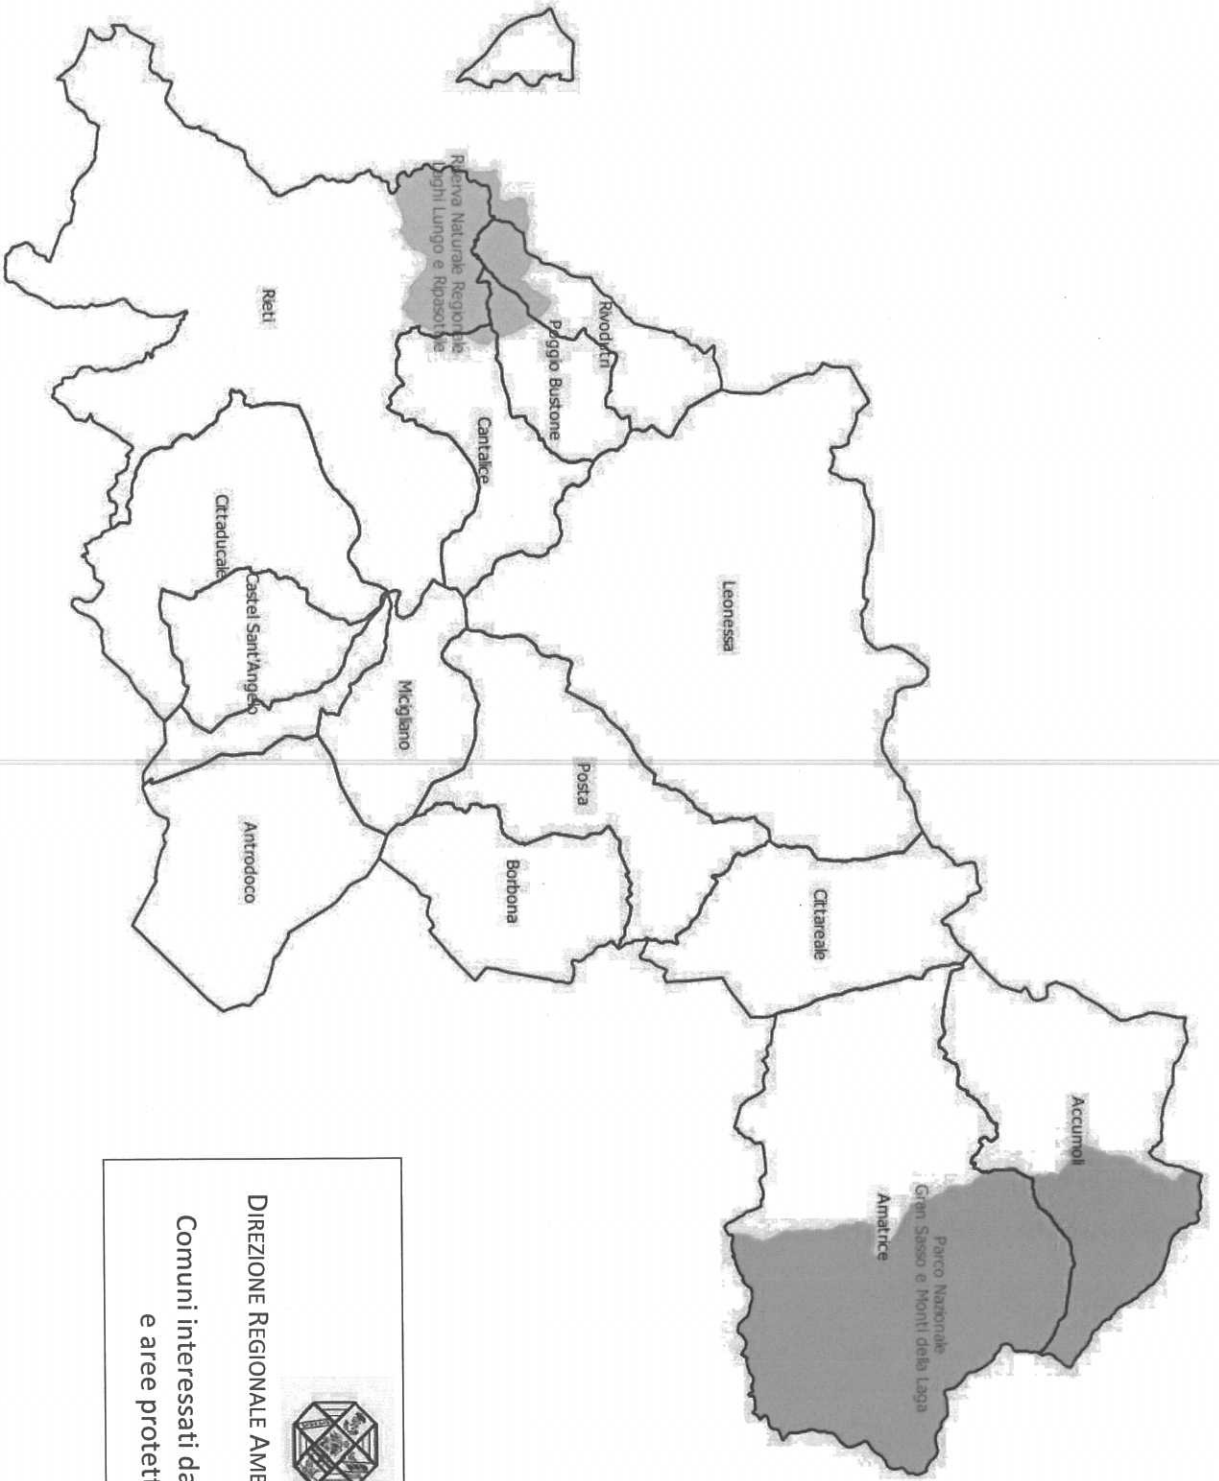 Accumoli
Parco Nazionale
Gran Sasso e Monti della Laga
Amatrice
Cittareale
Leonessa
Rivodutri
Posta
Poggio Bustone
Borbona
Cantalice
Riserva Naturale Regionale
Laghi Lungo e Ripasottile
Micigliano
Rieti
Castel Sant'Angelo
Antrodoco
Cittaducale
DIREZIONE REGIONALE AMB
Comuni interessati da
e aree protett